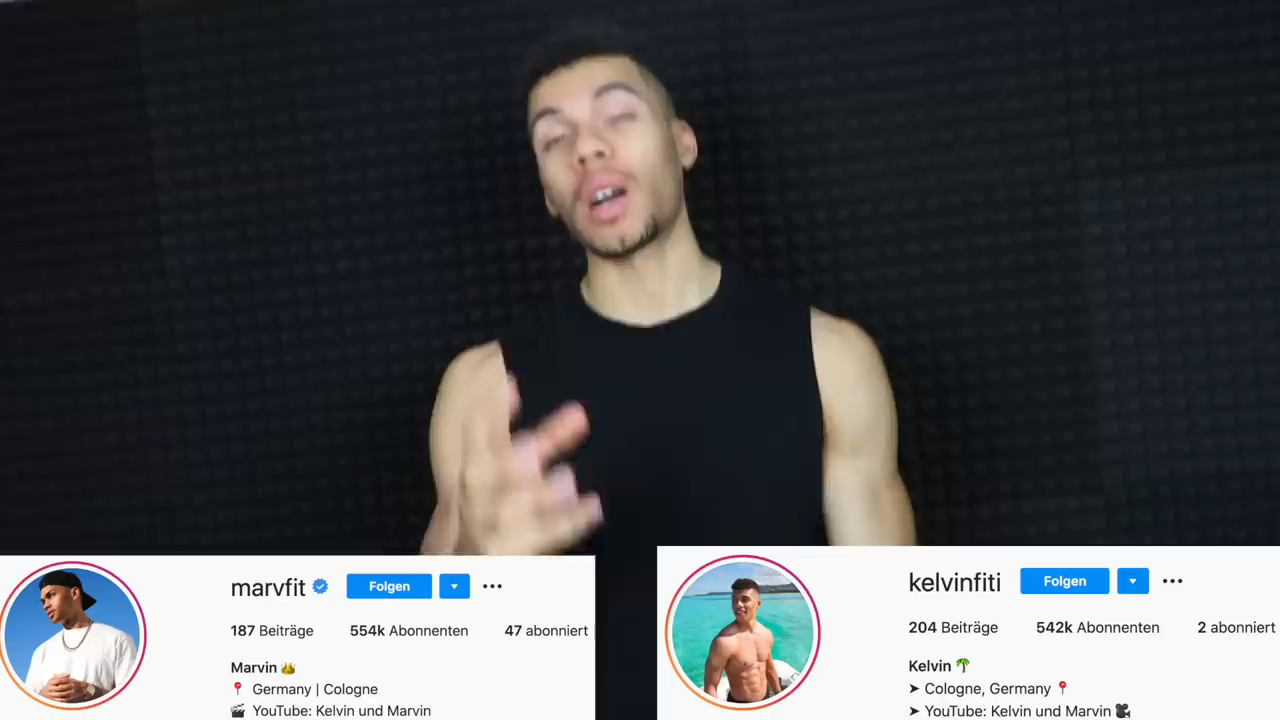 marvfit Folgen
187 Beiträge 554k Abonnenten 47 abonniert
Marvin 👑
📍 Germany | Cologne
🎬 YouTube: Kelvin und Marvin
kelvinfiti Folgen
204 Beiträge 542k Abonnenten 2 abonniert
Kelvin 🌴
➤ Cologne, Germany 📍
➤ YouTube: Kelvin und Marvin 🎥